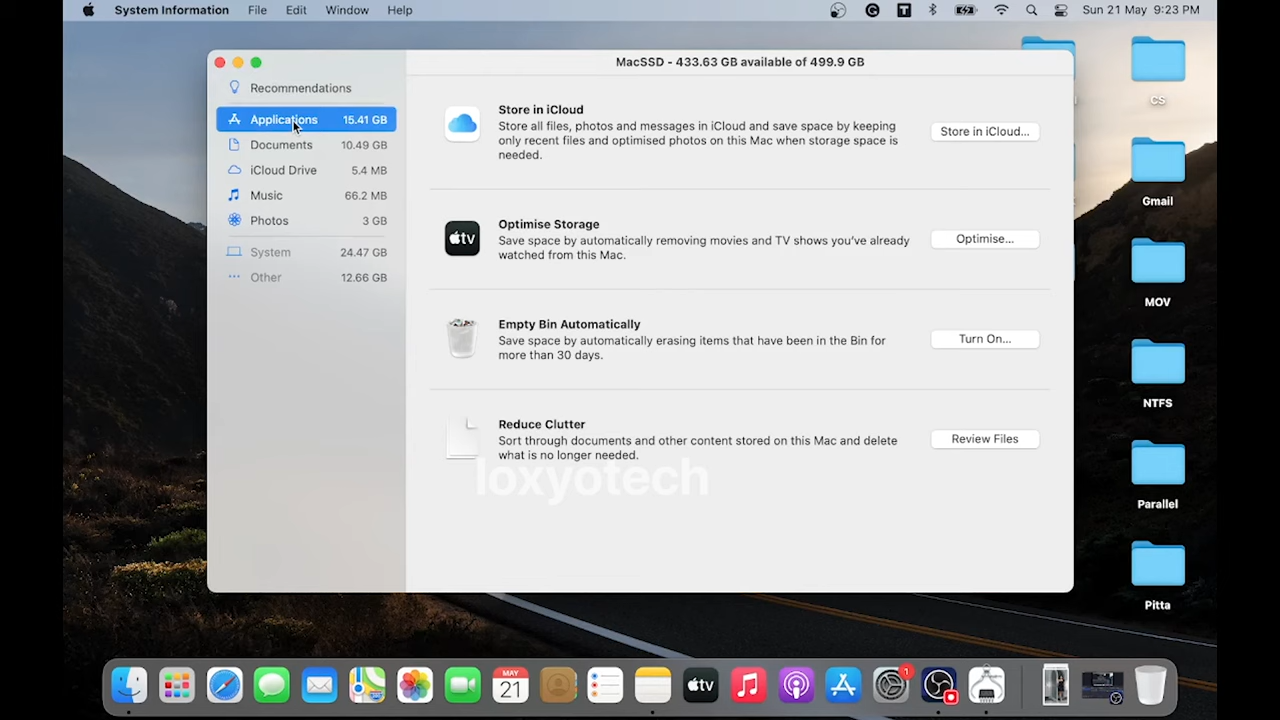 System Information File Edit Window Help
T
Sun 21 May 9:23 PM
MacSSD - 433.63 GB available of 499.9 GB
Recommendations
Applications 15.41 GB
Documents 10.49 GB
iCloud Drive 5.4 MB
Music 66.2 MB
Photos 3 GB
System 24.47 GB
Other 12.66 GB
Store in iCloud
Store all files, photos and messages in iCloud and save space by keeping
only recent files and optimised photos on this Mac when storage space is
needed.
Store in iCloud...
Optimise Storage
Save space by automatically removing movies and TV shows you've already
watched from this Mac.
Optimise...
tv
Empty Bin Automatically
Save space by automatically erasing items that have been in the Bin for
more than 30 days.
Turn On...
Reduce Clutter
Sort through documents and other content stored on this Mac and delete
what is no longer needed.
Review Files
loxyotech
CS
Gmail
MOV
NTFS
Parallel
Pitta
MAY
21
tv
1